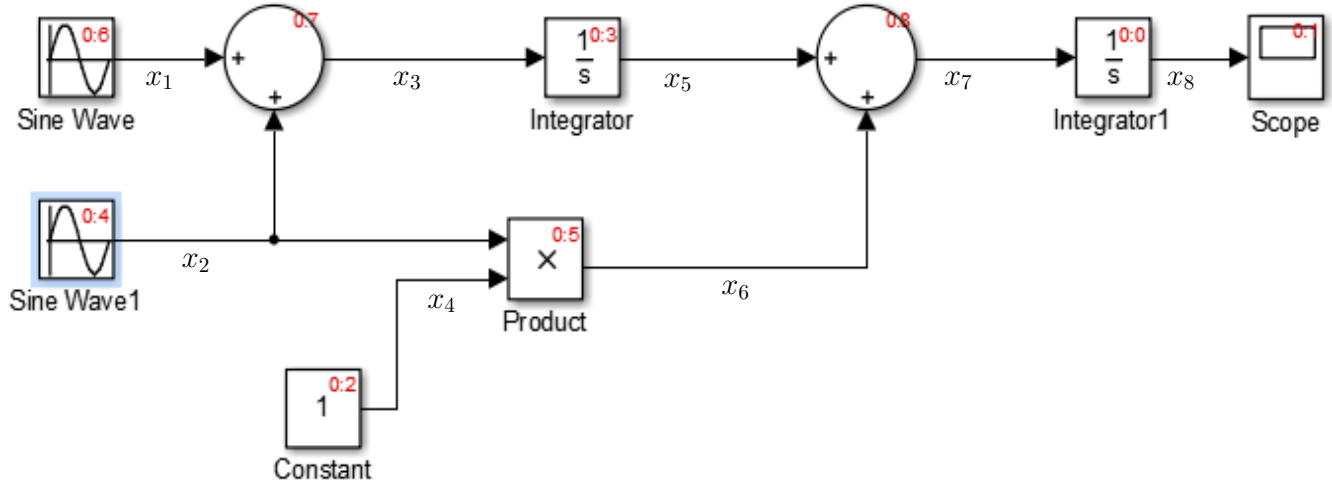 0:6
Sine Wave
x₁
0:7
+
+
x₃
0:3
1
s
Integrator
x₅
0:8
+
+
x₇
0:0
1
s
Integrator1
x₈
0:1
Scope
0:4
Sine Wave1
x₂
0:5
×
Product
x₄
x₆
0:2
1
Constant